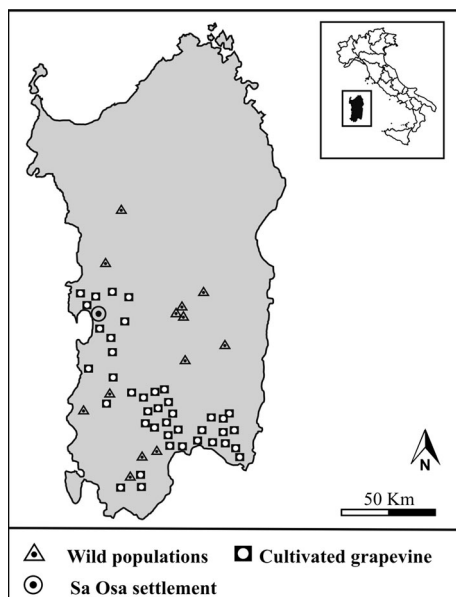 N
50 Km
Wild populations
Cultivated grapevine
Sa Osa settlement